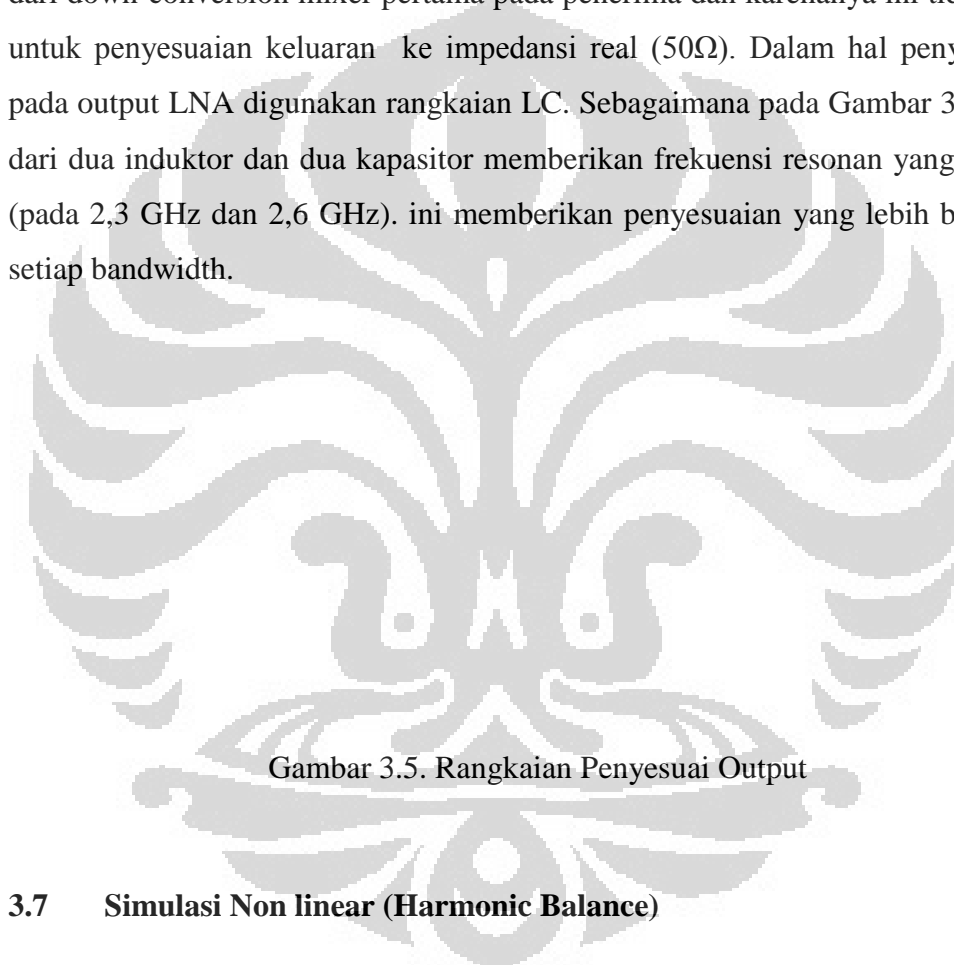 dari down-conversion mixer pertama pada penerima dan karenanya ini
untuk penyesuaian keluaran ke impedansi real (50Ω). Dalam hal
pada output LNA digunakan rangkaian LC. Sebagaimana pada Gambar
dari dua induktor dan dua kapasitor memberikan frekuensi resonan yang
(pada 2,3 GHz dan 2,6 GHz). ini memberikan penyesuaian yang lebih
setiap bandwidth.
Gambar 3.5. Rangkaian Penyesuai Output
3.7 Simulasi Non linear (Harmonic Balance)